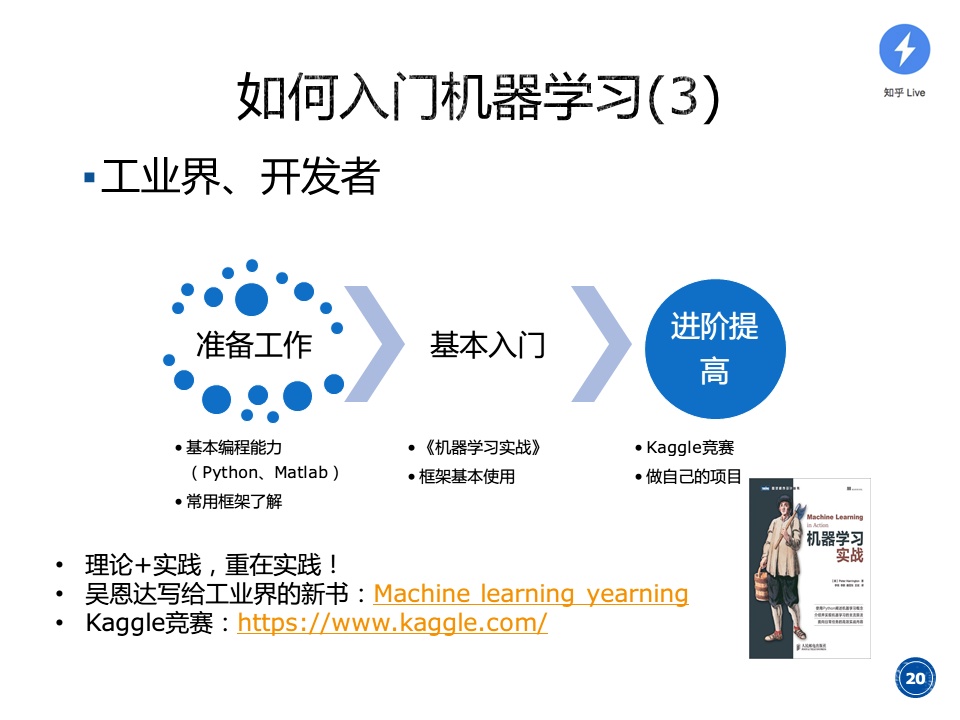 知乎 Live
如何入门机器学习(3)
▪工业界、开发者
准备工作
基本入门
进阶提
高
• 基本编程能力
（Python、Matlab）
• 常用框架了解
• 《机器学习实战》
• 框架基本使用
• Kaggle竞赛
• 做自己的项目
Machine Learning
in Action
机器学习
实战
• 理论+实践，重在实践！
• 吴恩达写给工业界的新书：Machine learning yearning
• Kaggle竞赛：https://www.kaggle.com/
20